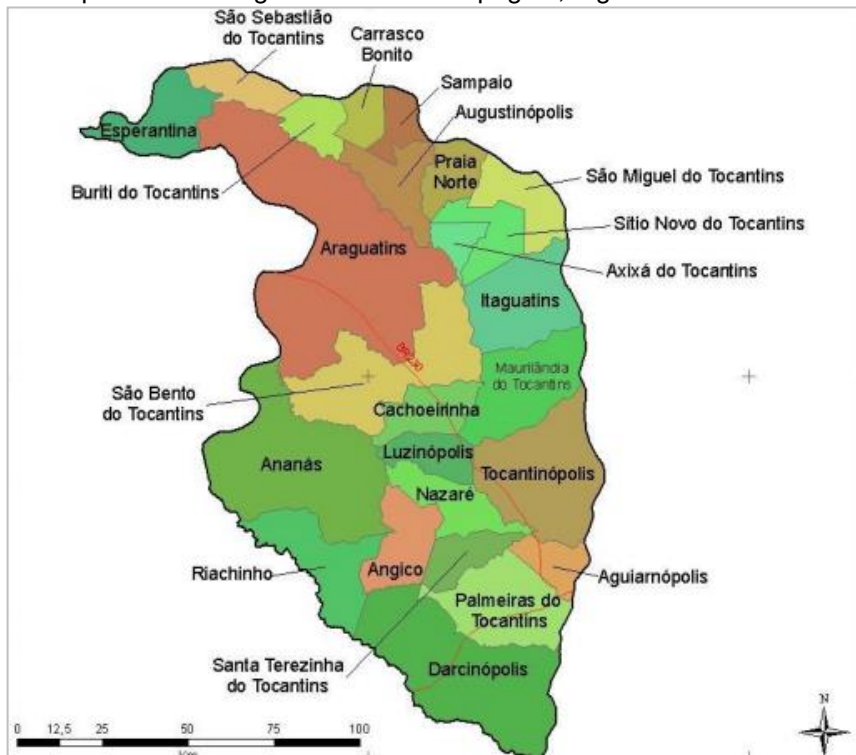 São Sebastião
do Tocantins
Carrasco
Bonito
Sampaio
Augustinópolis
Esperantina
Praia
Norte
São Miguel do Tocantins
Buriti do Tocantins
Sítio Novo do Tocantins
Araguatins
Axixá do Tocantins
Itaguatins
BR230
Maurilândia
do Tocantins
São Bento
do Tocantins
Cachoeirinha
Luzinópolis
Ananás
Tocantinópolis
Nazaré
Riachinho
Angico
Aguiarnópolis
Palmeiras do
Tocantins
Santa Terezinha
do Tocantins
Darcinópolis
N
0 12,5 25 50 75 100